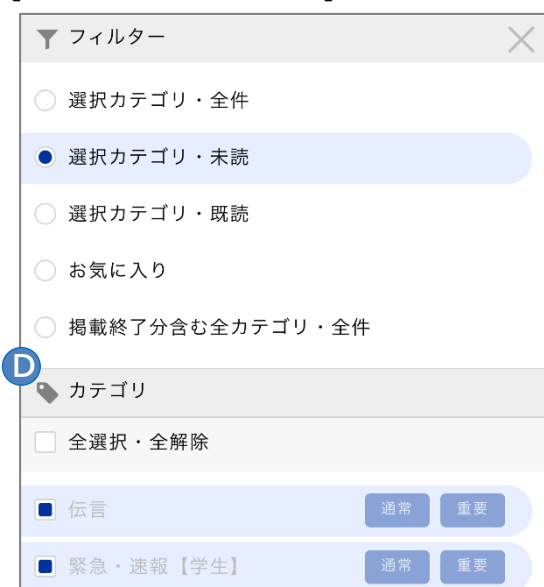 フィルター
選択カテゴリ・全件
選択カテゴリ・未読
選択カテゴリ・既読
お気に入り
掲載終了分含む全カテゴリ・全件
D
カテゴリ
全選択・全解除
伝言 通常 重要
緊急・速報【学生】 通常 重要